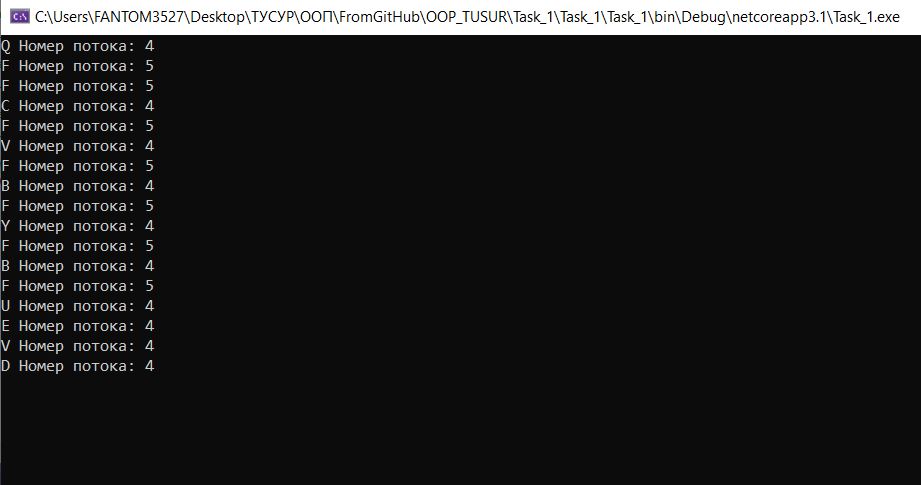 C:\Users\FANTOM3527\Desktop\ТУСУР\ООП\FromGitHub\OOP_TUSUR\Task_1\Task_1\Task_1\bin\Debug\netcoreapp3.1\Task_1.exe
Q Номер потока: 4
F Номер потока: 5
F Номер потока: 5
C Номер потока: 4
F Номер потока: 5
V Номер потока: 4
F Номер потока: 5
B Номер потока: 4
F Номер потока: 5
Y Номер потока: 4
F Номер потока: 5
B Номер потока: 4
F Номер потока: 5
U Номер потока: 4
E Номер потока: 4
V Номер потока: 4
D Номер потока: 4